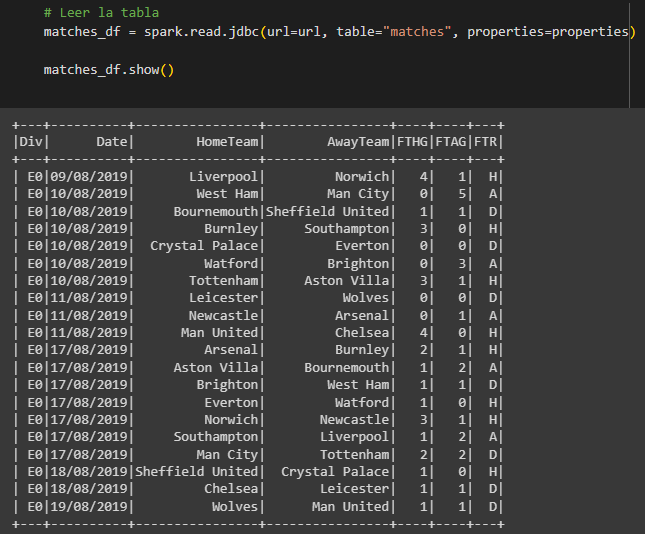 # Leer la tabla
matches_df = spark.read.jdbc(url=url, table="matches", properties=properties)
matches_df.show()
+---+----------+----------------+----------------+----+----+---+
|Div|      Date|        HomeTeam|        AwayTeam|FTHG|FTAG|FTR|
+---+----------+----------------+----------------+----+----+---+
| E0|09/08/2019|       Liverpool|         Norwich|   4|   1|  H|
| E0|10/08/2019|        West Ham|        Man City|   0|   5|  A|
| E0|10/08/2019|     Bournemouth|Sheffield United|   1|   1|  D|
| E0|10/08/2019|         Burnley|     Southampton|   3|   0|  H|
| E0|10/08/2019|  Crystal Palace|         Everton|   0|   0|  D|
| E0|10/08/2019|         Watford|        Brighton|   0|   3|  A|
| E0|10/08/2019|       Tottenham|     Aston Villa|   3|   1|  H|
| E0|11/08/2019|       Leicester|          Wolves|   0|   0|  D|
| E0|11/08/2019|       Newcastle|         Arsenal|   0|   1|  A|
| E0|11/08/2019|      Man United|         Chelsea|   4|   0|  H|
| E0|17/08/2019|         Arsenal|         Burnley|   2|   1|  H|
| E0|17/08/2019|     Aston Villa|     Bournemouth|   1|   2|  A|
| E0|17/08/2019|        Brighton|        West Ham|   1|   1|  D|
| E0|17/08/2019|         Everton|         Watford|   1|   0|  H|
| E0|17/08/2019|         Norwich|       Newcastle|   3|   1|  H|
| E0|17/08/2019|     Southampton|       Liverpool|   1|   2|  A|
| E0|17/08/2019|        Man City|       Tottenham|   2|   2|  D|
| E0|18/08/2019|Sheffield United|  Crystal Palace|   1|   0|  H|
| E0|18/08/2019|         Chelsea|       Leicester|   1|   1|  D|
| E0|19/08/2019|          Wolves|      Man United|   1|   1|  D|
+---+----------+----------------+----------------+----+----+---+